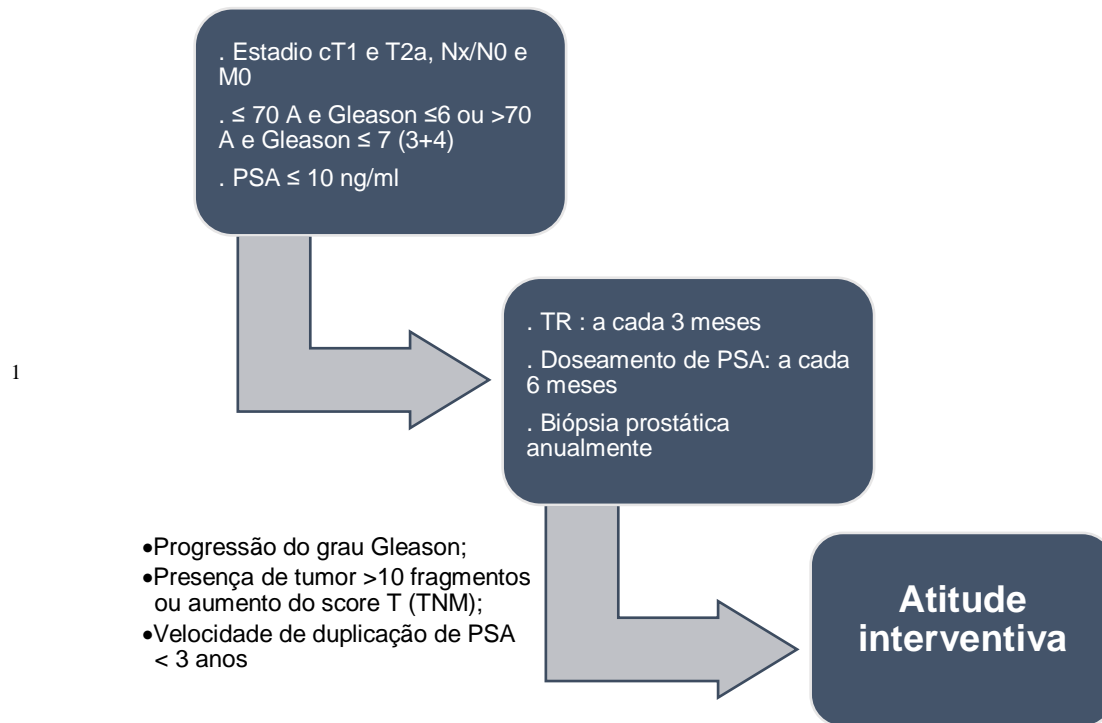 . Estadio cT1 e T2a, Nx/N0 e
M0
. ≤ 70 A e Gleason ≤6 ou >70
A e Gleason ≤ 7 (3+4)
. PSA ≤ 10 ng/ml
. TR : a cada 3 meses
. Doseamento de PSA: a cada
6 meses
. Biópsia prostática
anualmente
1
•Progressão do grau Gleason;
•Presença de tumor >10 fragmentos
ou aumento do score T (TNM);
•Velocidade de duplicação de PSA
< 3 anos
Atitude
interventiva